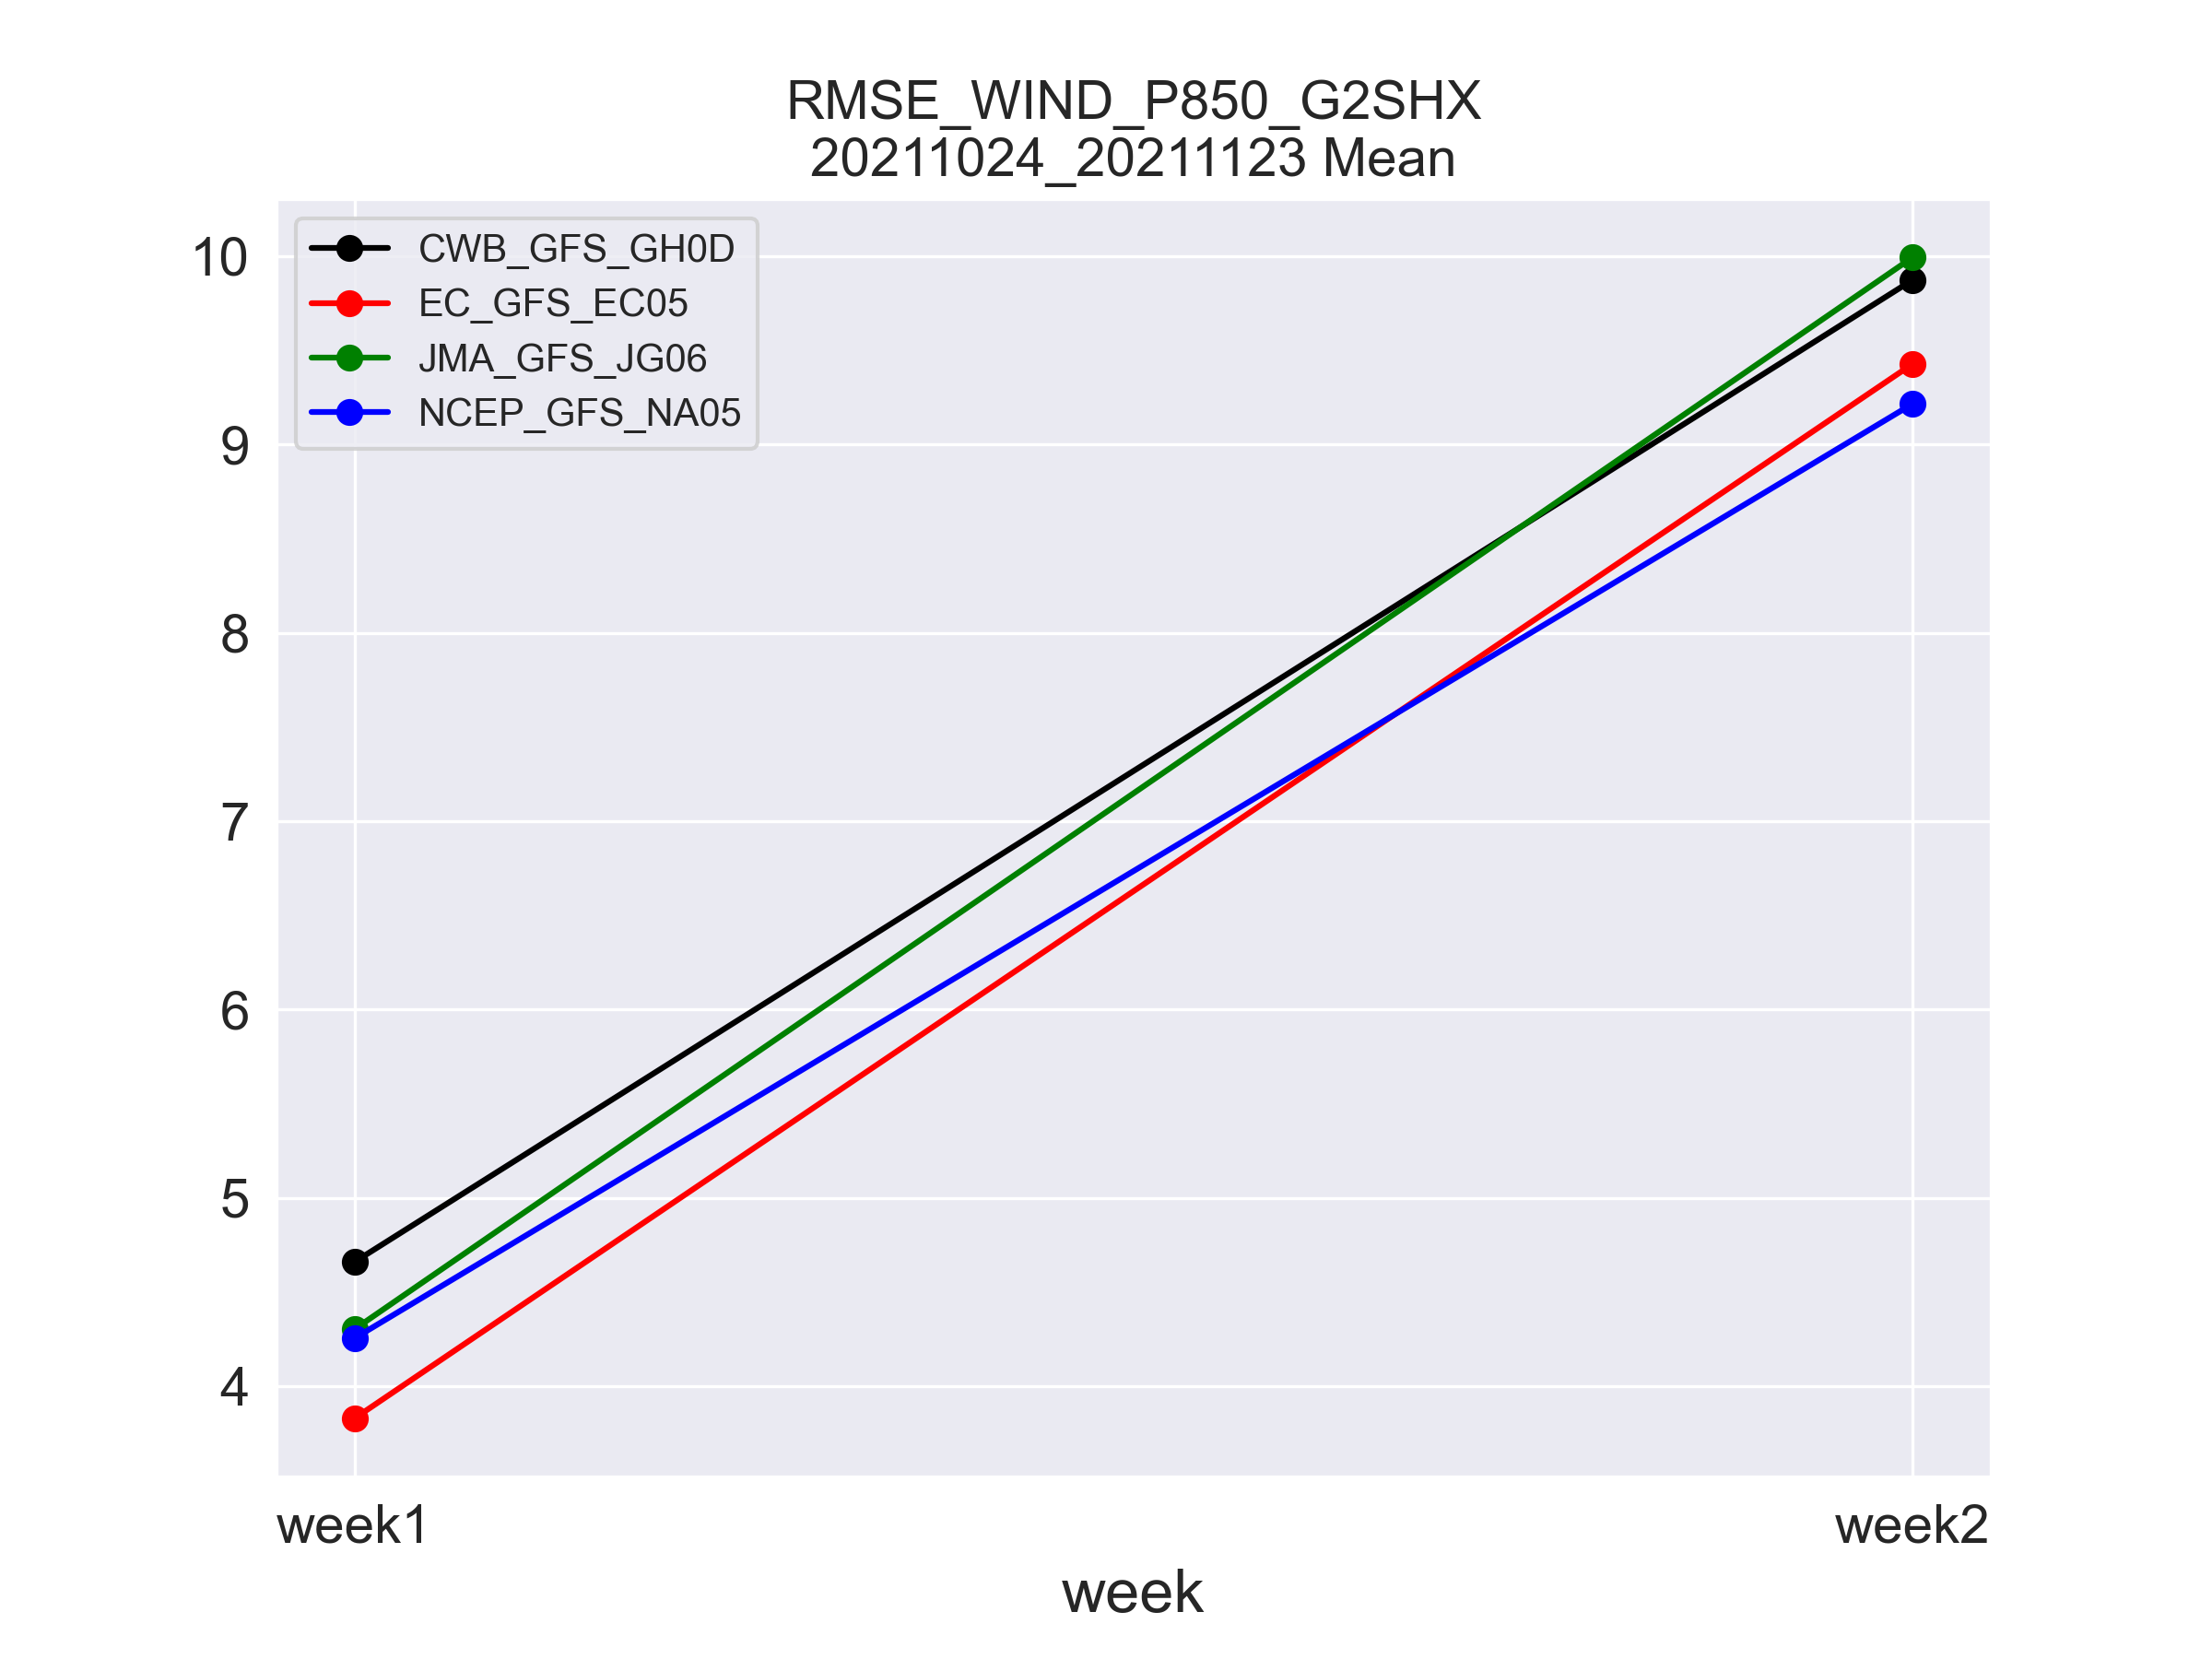 RMSE_WIND_P850_G2SHX
20211024_20211123 Mean
CWB_GFS_GH0D
EC_GFS_EC05
JMA_GFS_JG06
NCEP_GFS_NA05
10
9
8
7
6
5
4
week1
week2
week